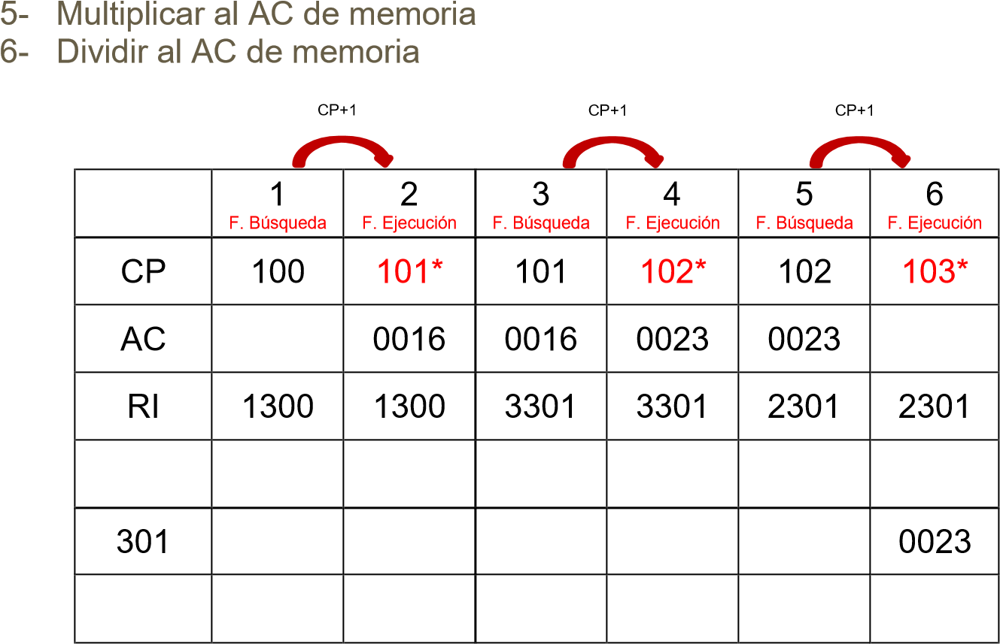 5- Multiplicar al AC de memoria
6- Dividir al AC de memoria
CP+1 CP+1 CP+1
1 2 3 4 5 6
F. Búsqueda F. Ejecución F. Búsqueda F. Ejecución F. Búsqueda F. Ejecución
CP 100 101* 101 102* 102 103*
AC 0016 0016 0023 0023
RI 1300 1300 3301 3301 2301 2301
301 0023